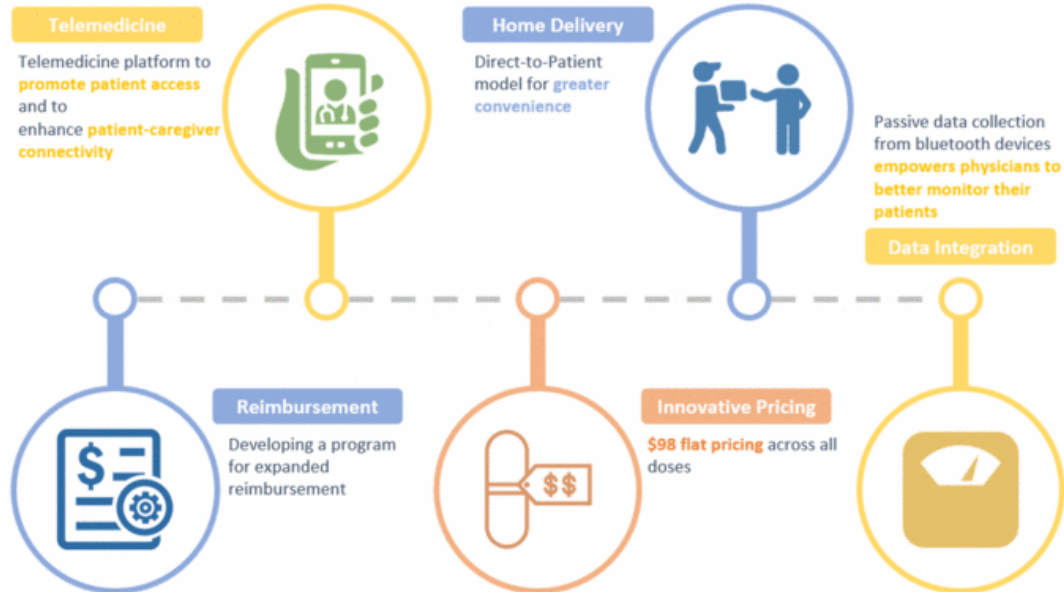 Telemedicine
Telemedicine platform to
promote patient access
and to
enhance patient-caregiver
connectivity
Home Delivery
Direct-to-Patient
model for greater
convenience
Passive data collection
from bluetooth devices
empowers physicians to
better monitor their
patients
Data Integration
Reimbursement
Developing a program
for expanded
reimbursement
$
Innovative Pricing
$98 flat pricing across all
doses
$$